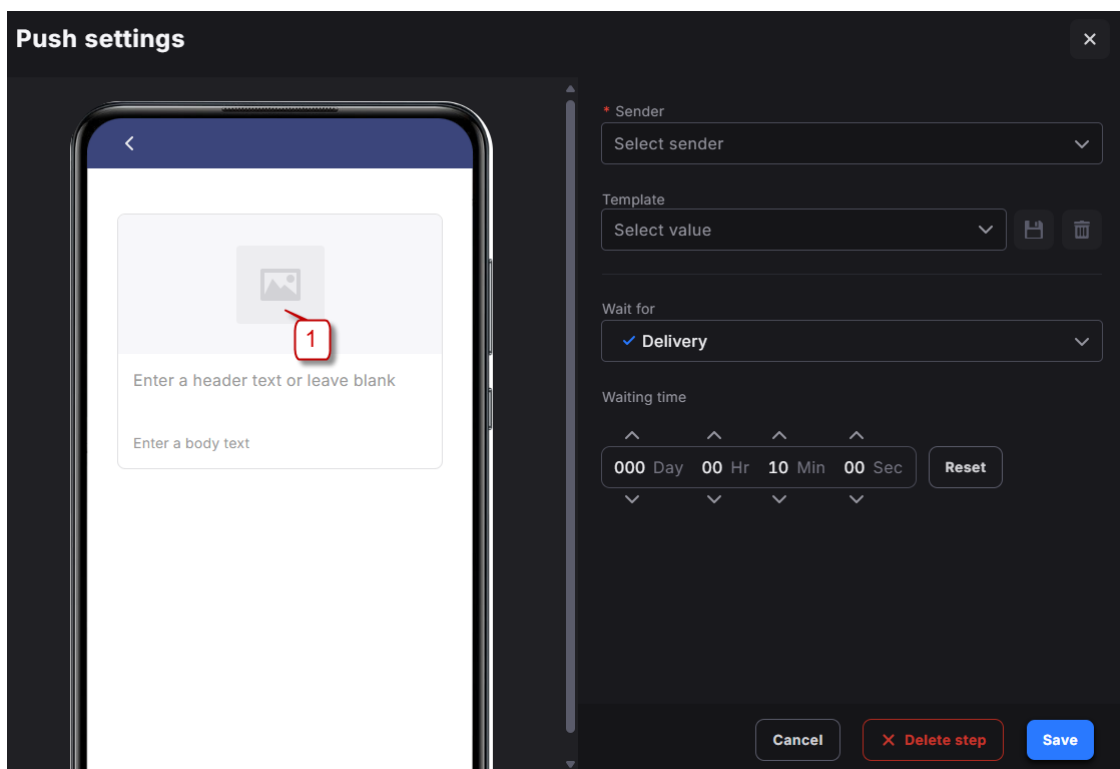 Push settings
Enter a header text or leave blank
Enter a body text
1
* Sender
Select sender
Template
Select value
Wait for
Delivery
Waiting time
000 Day 00 Hr 10 Min 00 Sec
Reset
Cancel
Delete step
Save